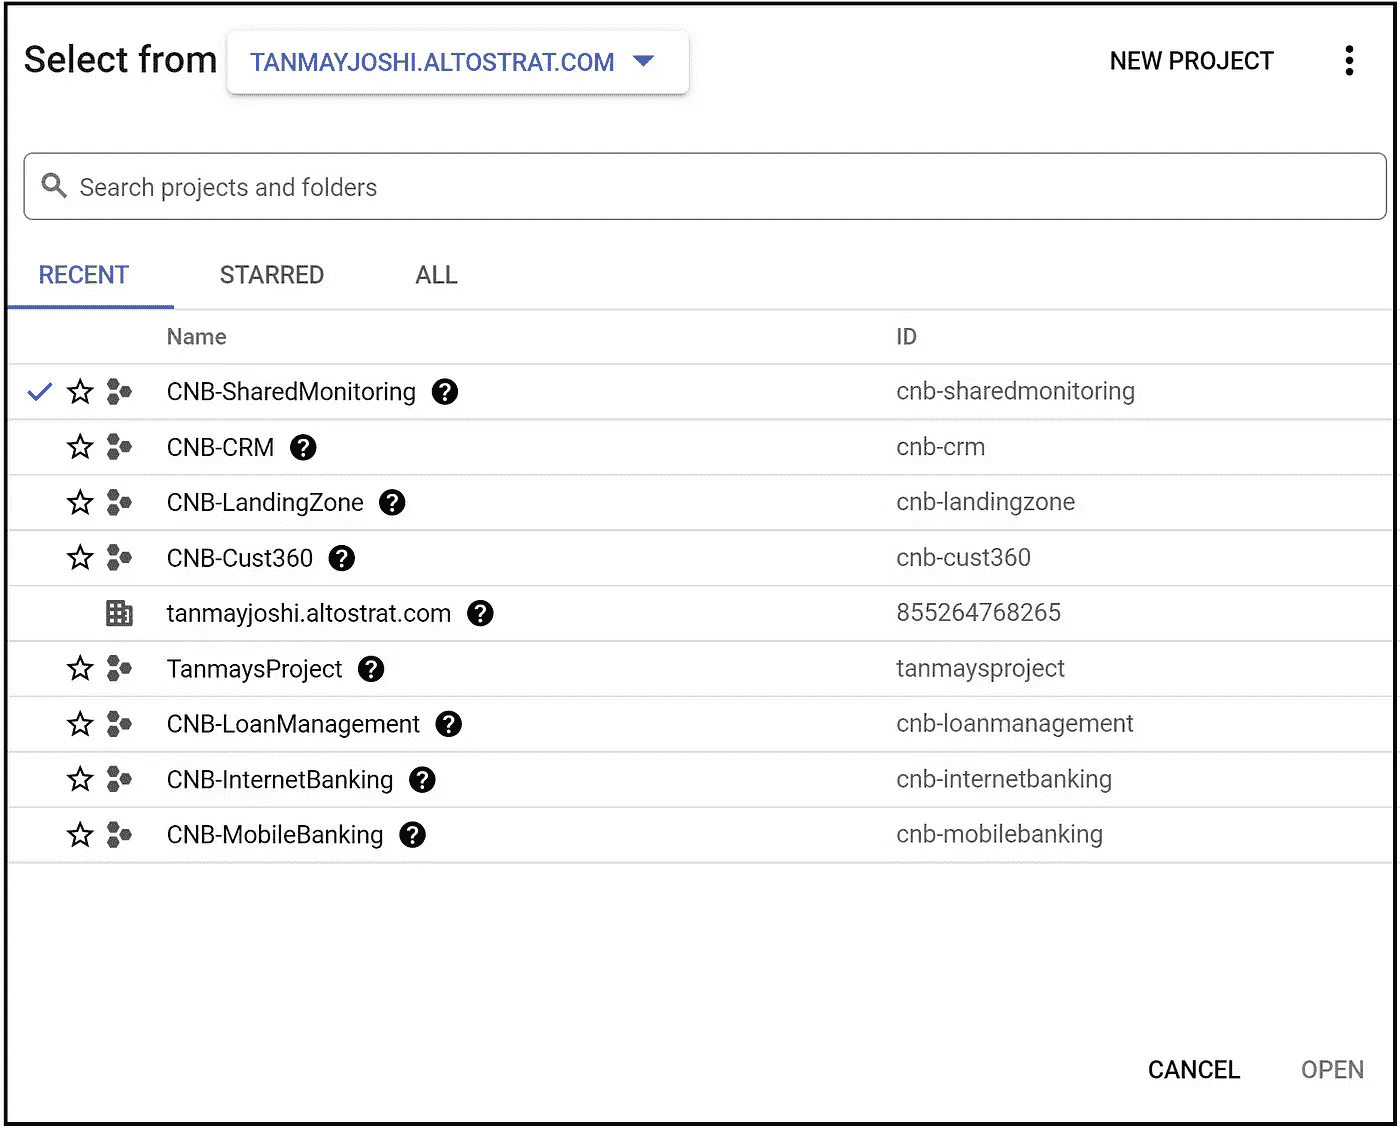 Select from TANMAYJOSHI.ALTOSTRAT.COM NEW PROJECT
Search projects and folders
RECENT STARRED ALL
Name ID
CNB-SharedMonitoring ? cnb-sharedmonitoring
CNB-CRM ? cnb-crm
CNB-LandingZone ? cnb-landingzone
CNB-Cust360 ? cnb-cust360
tanmayjoshi.altostrat.com ? 855264768265
TanmaysProject ? tanmaysproject
CNB-LoanManagement ? cnb-loanmanagement
CNB-InternetBanking ? cnb-internetbanking
CNB-MobileBanking ? cnb-mobilebanking
CANCEL OPEN